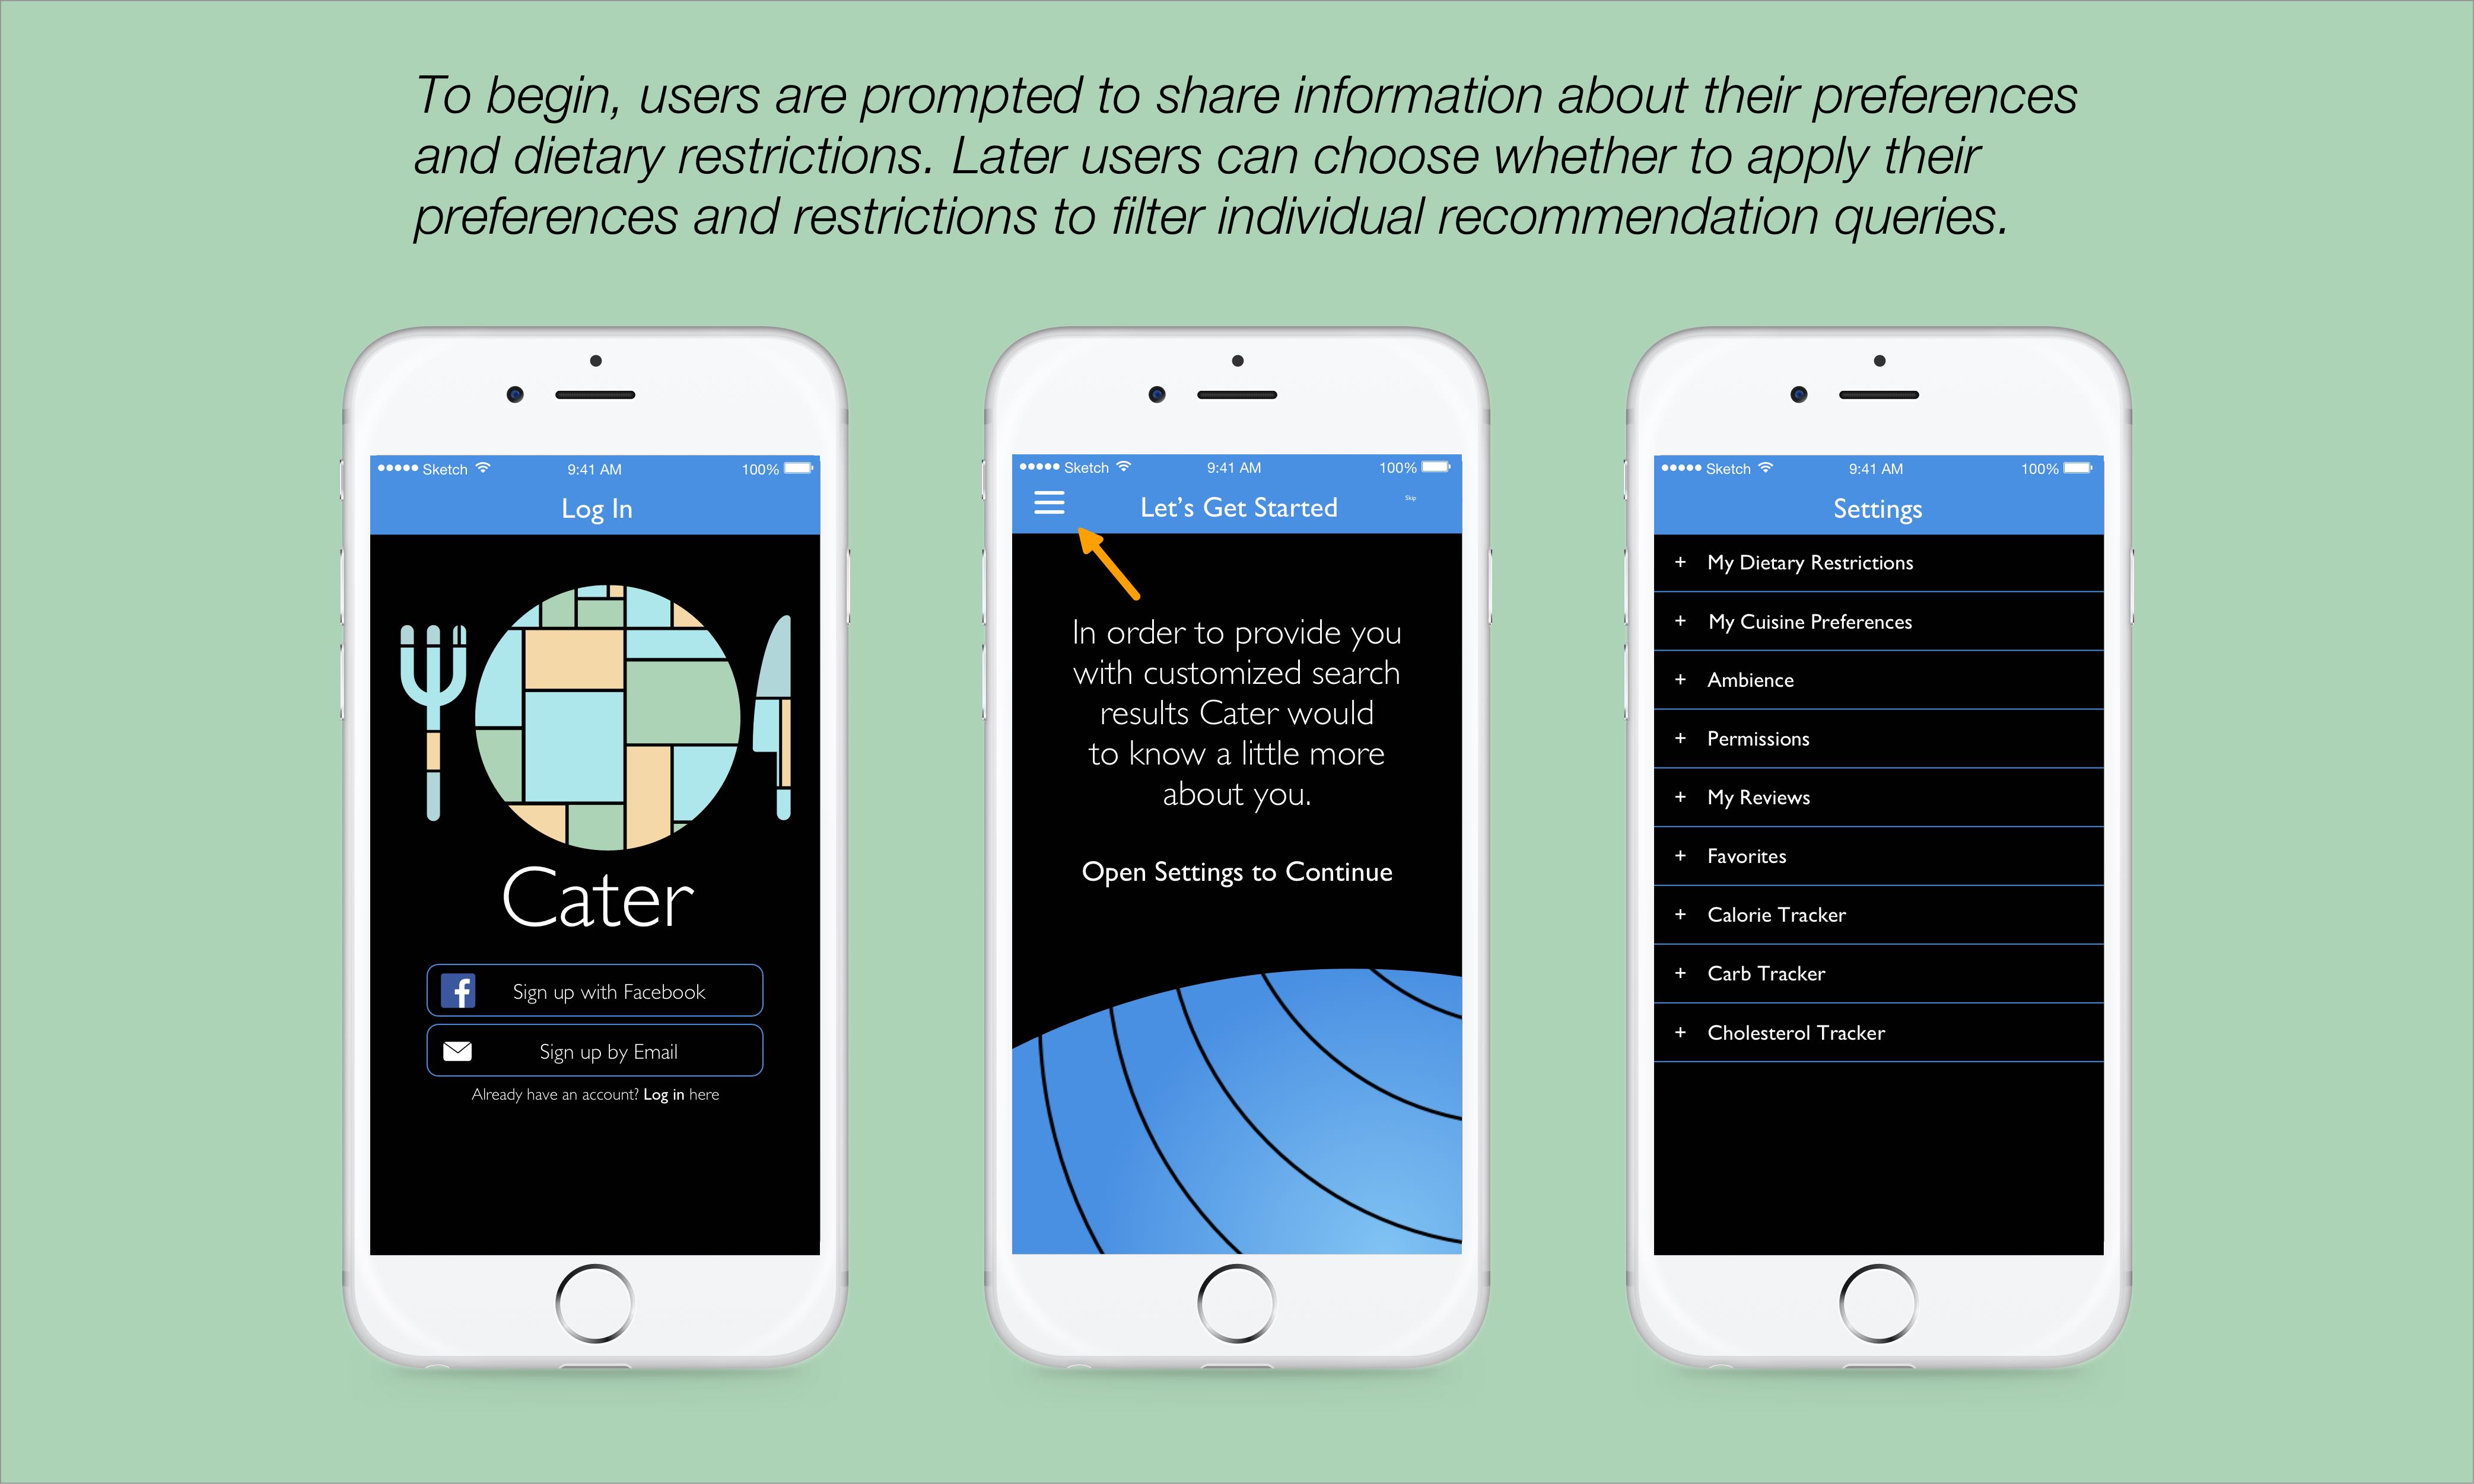 To begin, users are prompted to share information about their preferences
and dietary restrictions. Later users can choose whether to apply their
preferences and restrictions to filter individual recommendation queries.
Sketch 9:41 AM 100%
Log In
Cater
Sign up with Facebook
Sign up by Email
Already have an account? Log in here
Sketch 9:41 AM 100%
Let's Get Started Skip
In order to provide you
with customized search
results Cater would
to know a little more
about you.
Open Settings to Continue
Sketch 9:41 AM 100%
Settings
+ My Dietary Restrictions
+ My Cuisine Preferences
+ Ambience
+ Permissions
+ My Reviews
+ Favorites
+ Calorie Tracker
+ Carb Tracker
+ Cholesterol Tracker